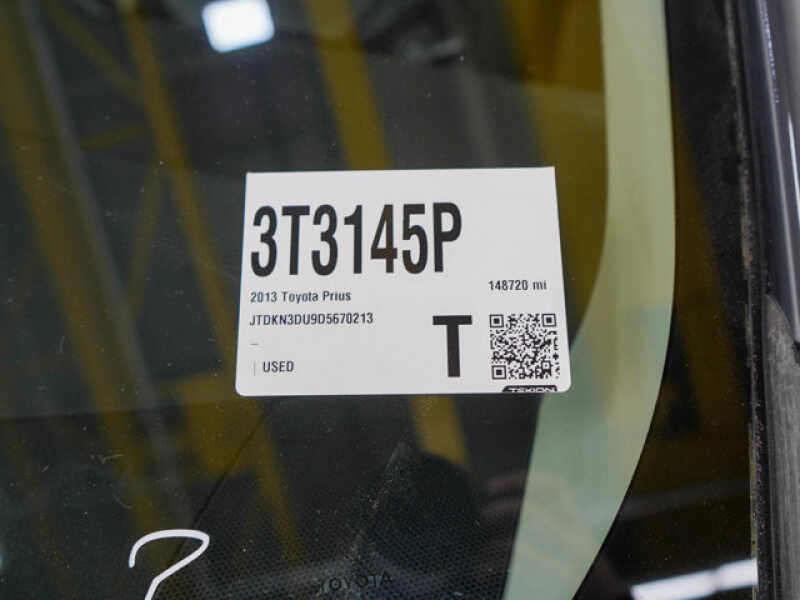 3T3145P
2013 Toyota Prius
148720 mi
JTDKN3DU9D5670213
–
USED
T
TEKION
?
TOYOTA